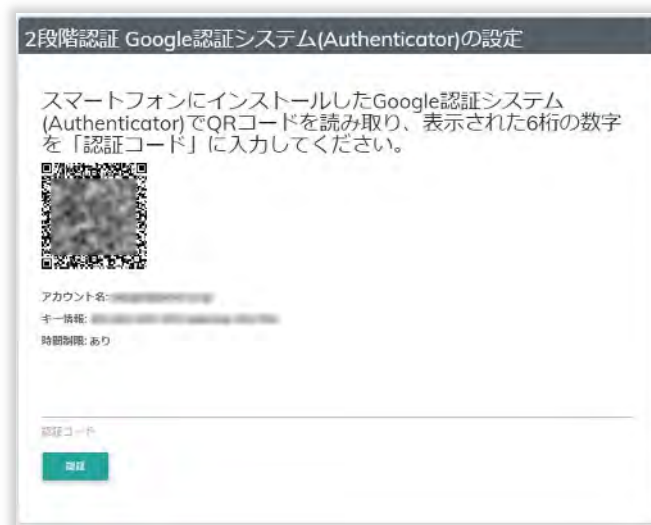 2段階認証 Google認証システム(Authenticator)の設定
スマートフォンにインストールしたGoogle認証システム
(Authenticator)でQRコードを読み取り、表示された6桁の数字
を「認証コード」に入力してください。
アカウント名:
キー情報:
時間制限: あり
認証コード
認証